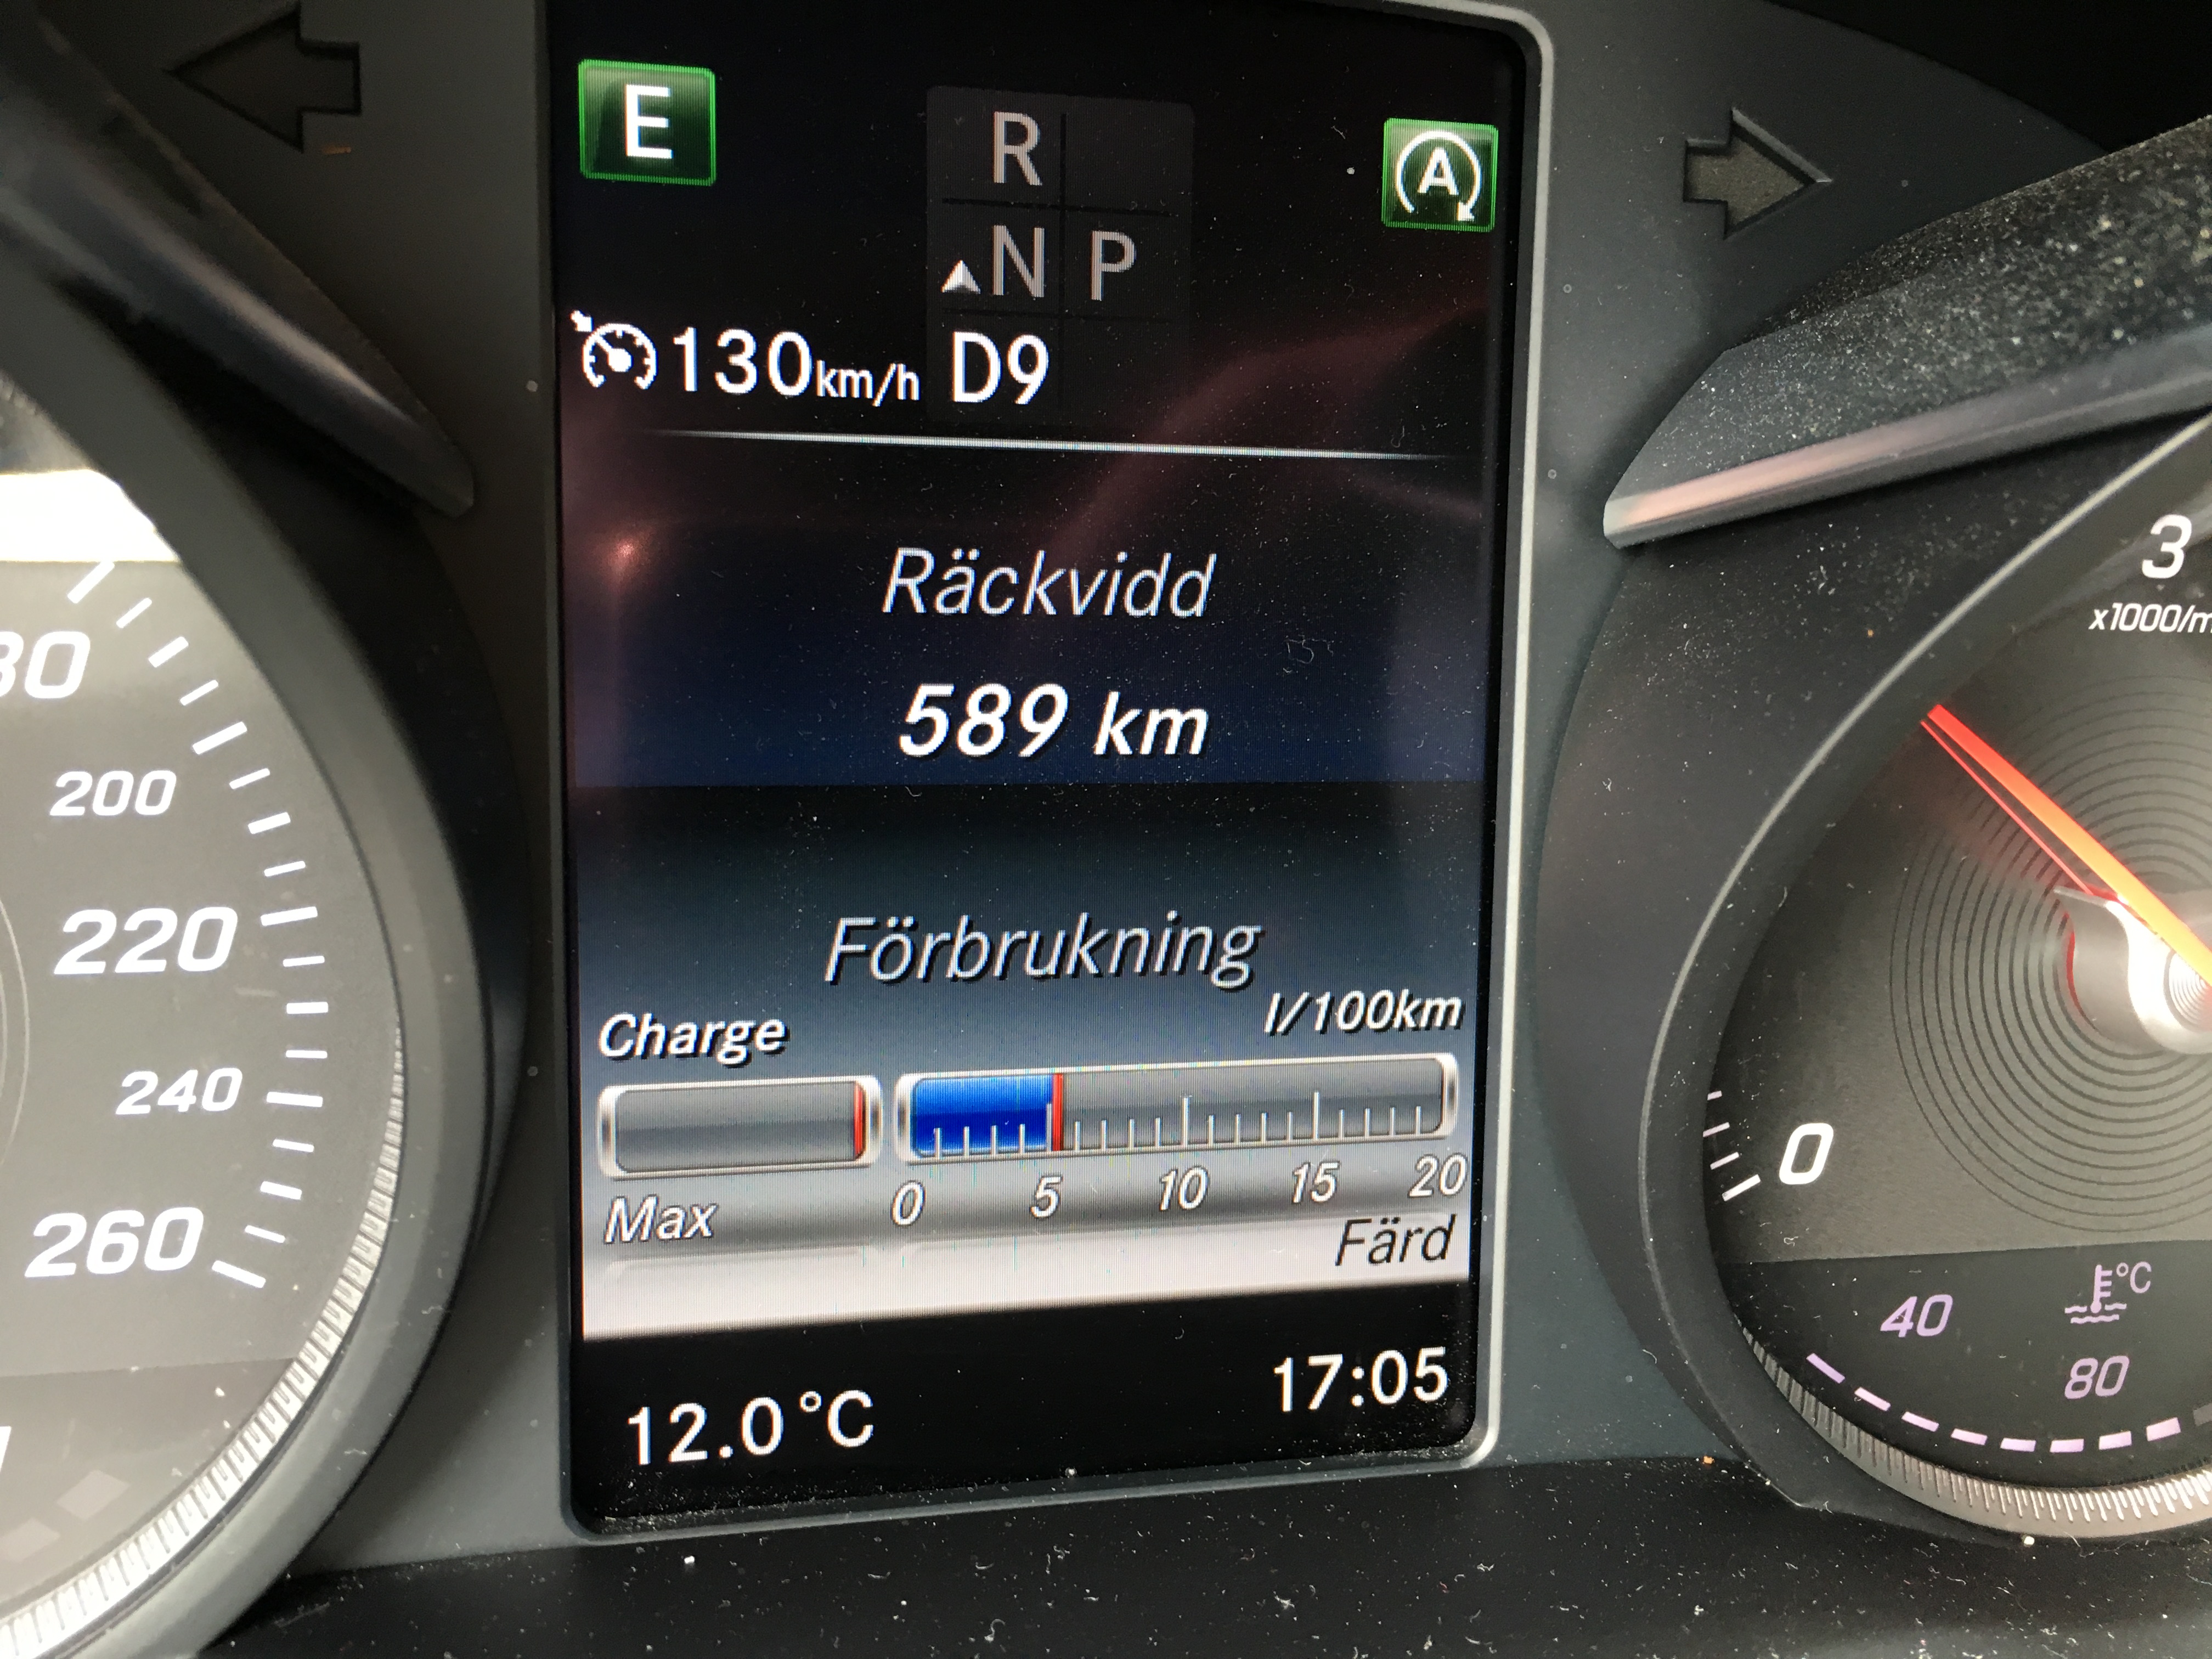 E
R
A
N P
130km/h D9
Räckvidd
589 km
Förbrukning
Charge
l/100km
Max
0 5 10 15 20
Färd
12.0°C
17:05
200
220
240
260
3
0
40
°C
80